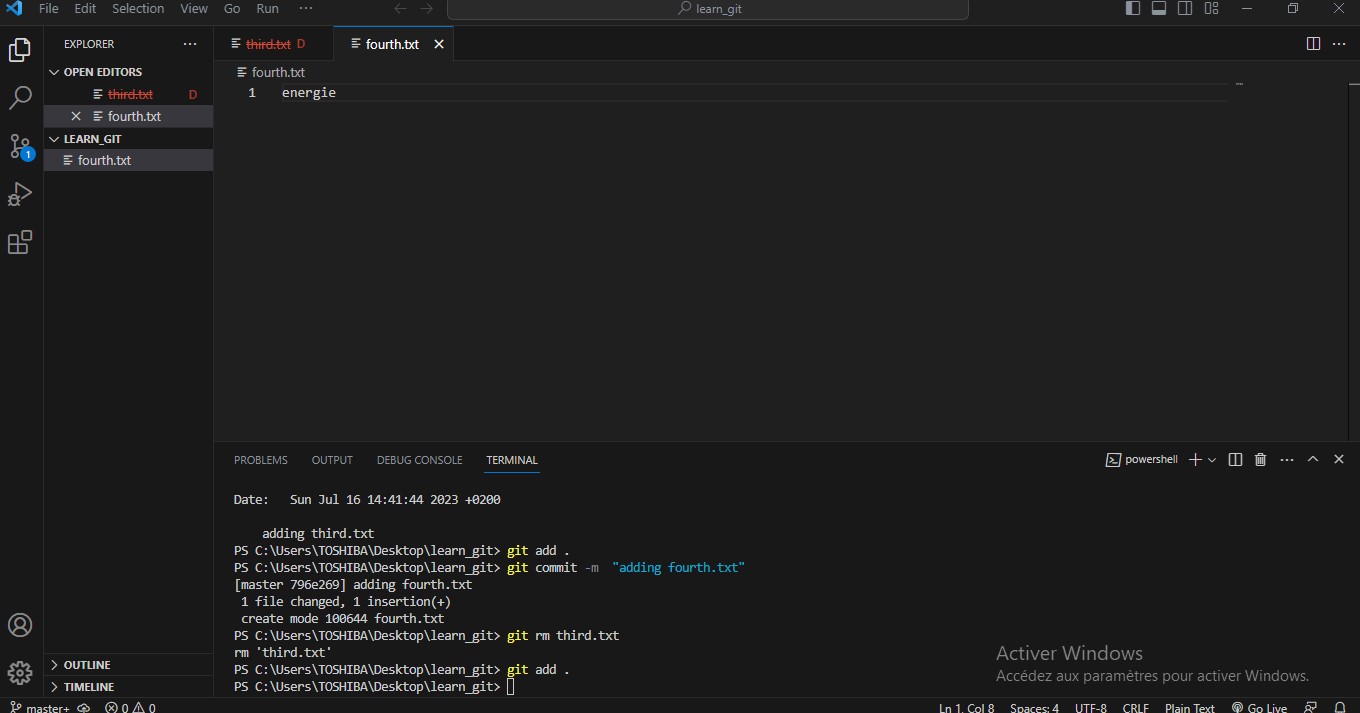 File Edit Selection View Go Run ···
learn_git
EXPLORER ···
OPEN EDITORS
third.txt D
fourth.txt
LEARN_GIT
fourth.txt
OUTLINE
TIMELINE
third.txt D
fourth.txt
fourth.txt
1 energie
PROBLEMS OUTPUT DEBUG CONSOLE TERMINAL
powershell
Date:   Sun Jul 16 14:41:44 2023 +0200
adding third.txt
PS C:\Users\TOSHIBA\Desktop\learn_git> git add .
PS C:\Users\TOSHIBA\Desktop\learn_git> git commit -m  "adding fourth.txt"
[master 796e269] adding fourth.txt
1 file changed, 1 insertion(+)
create mode 100644 fourth.txt
PS C:\Users\TOSHIBA\Desktop\learn_git> git rm third.txt
rm 'third.txt'
PS C:\Users\TOSHIBA\Desktop\learn_git> git add .
PS C:\Users\TOSHIBA\Desktop\learn_git>
Activer Windows
Accédez aux paramètres pour activer Windows.
1
master+ 0 0 Ln 1, Col 8 Spaces: 4 UTF-8 CRLF Plain Text Go Live